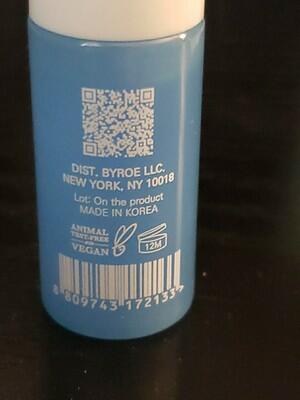 DIST. BYROE LLC.
NEW YORK, NY 10018
Lot: On the product
MADE IN KOREA
ANIMAL
TEST-FREE
VEGAN
12M
8 809743 172133>